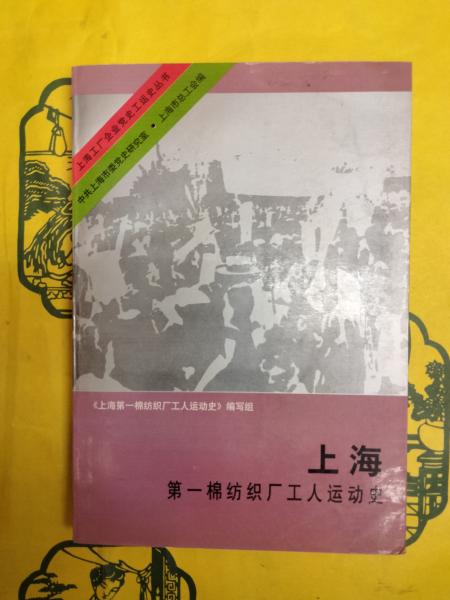 上海工厂企业党史工运史丛书
中共上海市委党史研究室·上海市总工会编
《上海第一棉纺织厂工人运动史》编写组
上海
第一棉纺织厂工人运动史